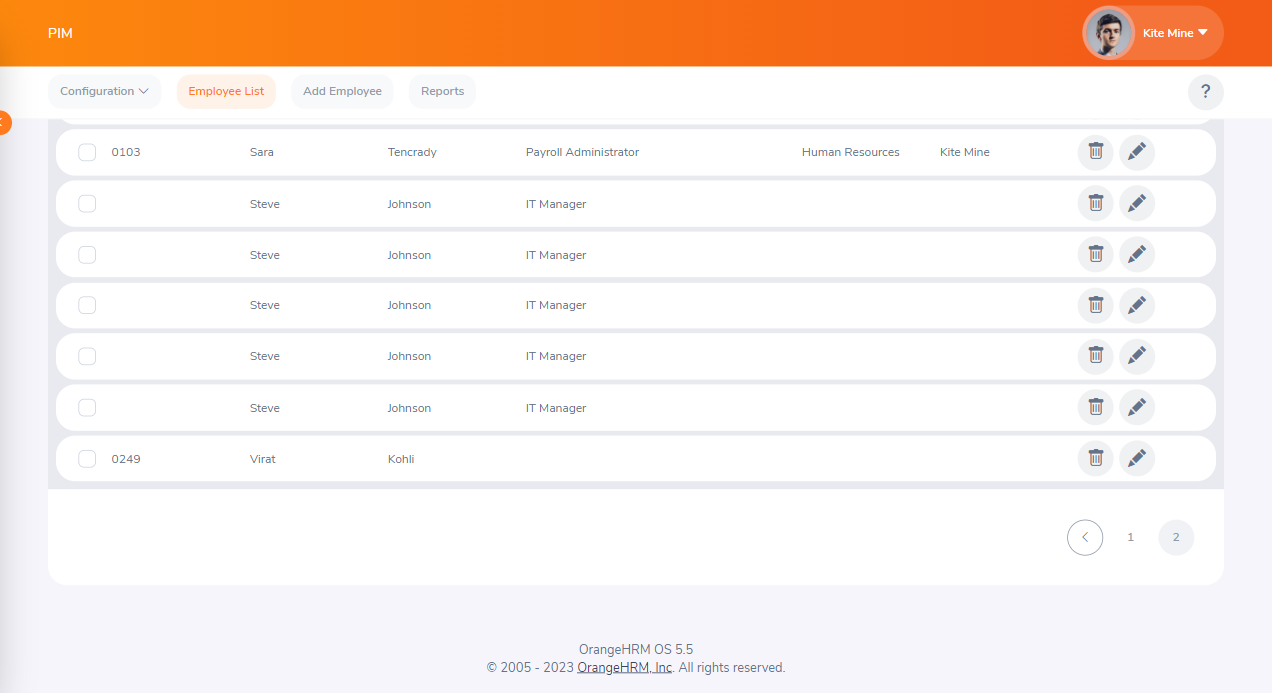 PIM
Kite Mine
Configuration
Employee List
Add Employee
Reports
?
0103 Sara Tencrady Payroll Administrator Human Resources Kite Mine
Steve Johnson IT Manager
Steve Johnson IT Manager
Steve Johnson IT Manager
Steve Johnson IT Manager
Steve Johnson IT Manager
0249 Virat Kohli
1 2
OrangeHRM OS 5.5
© 2005 - 2023 OrangeHRM, Inc. All rights reserved.